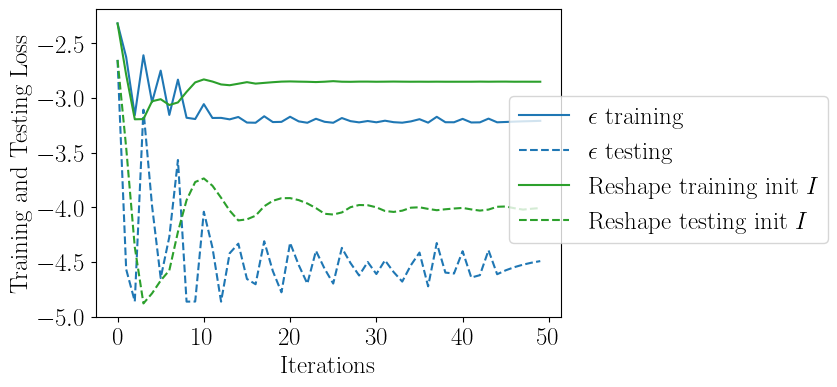 Training and Testing Loss
−2.5
−3.0
−3.5
−4.0
−4.5
−5.0
0
10
20
30
40
50
Iterations
ϵ training
ϵ testing
Reshape training init I
Reshape testing init I